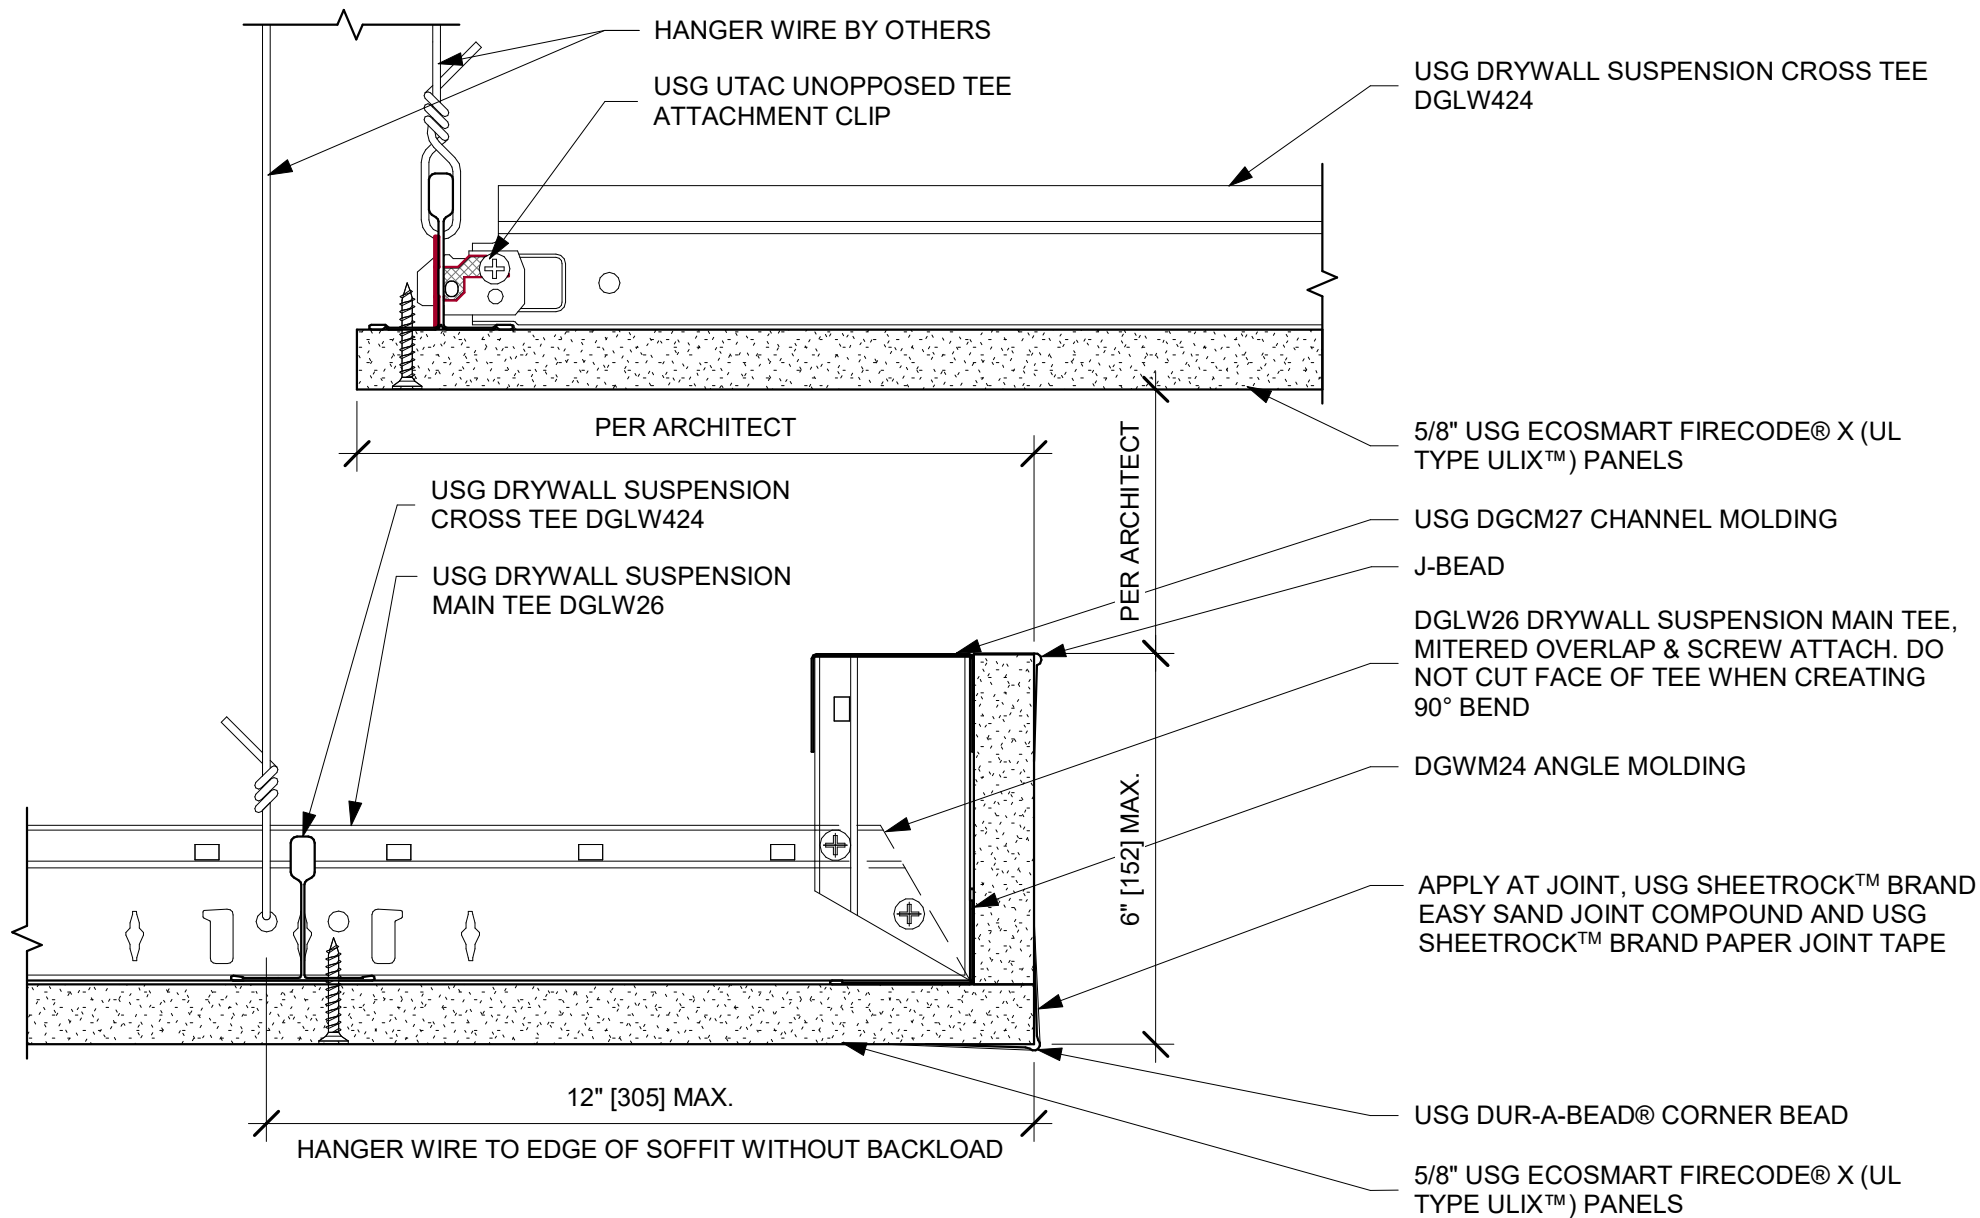 HANGER WIRE BY OTHERS
USG UTAC UNOPPOSED TEE
ATTACHMENT CLIP
USG DRYWALL SUSPENSION CROSS TEE
DGLW424
PER ARCHITECT
PER ARCHITECT
5/8" USG ECOSMART FIRECODE® X (UL
TYPE ULIX™) PANELS
USG DRYWALL SUSPENSION
CROSS TEE DGLW424
USG DGCM27 CHANNEL MOLDING
J-BEAD
USG DRYWALL SUSPENSION
MAIN TEE DGLW26
DGLW26 DRYWALL SUSPENSION MAIN TEE,
MITERED OVERLAP & SCREW ATTACH. DO
NOT CUT FACE OF TEE WHEN CREATING
90° BEND
DGWM24 ANGLE MOLDING
6" [152] MAX.
APPLY AT JOINT, USG SHEETROCK™ BRAND
EASY SAND JOINT COMPOUND AND USG
SHEETROCK™ BRAND PAPER JOINT TAPE
12" [305] MAX.
HANGER WIRE TO EDGE OF SOFFIT WITHOUT BACKLOAD
USG DUR-A-BEAD® CORNER BEAD
5/8" USG ECOSMART FIRECODE® X (UL
TYPE ULIX™) PANELS